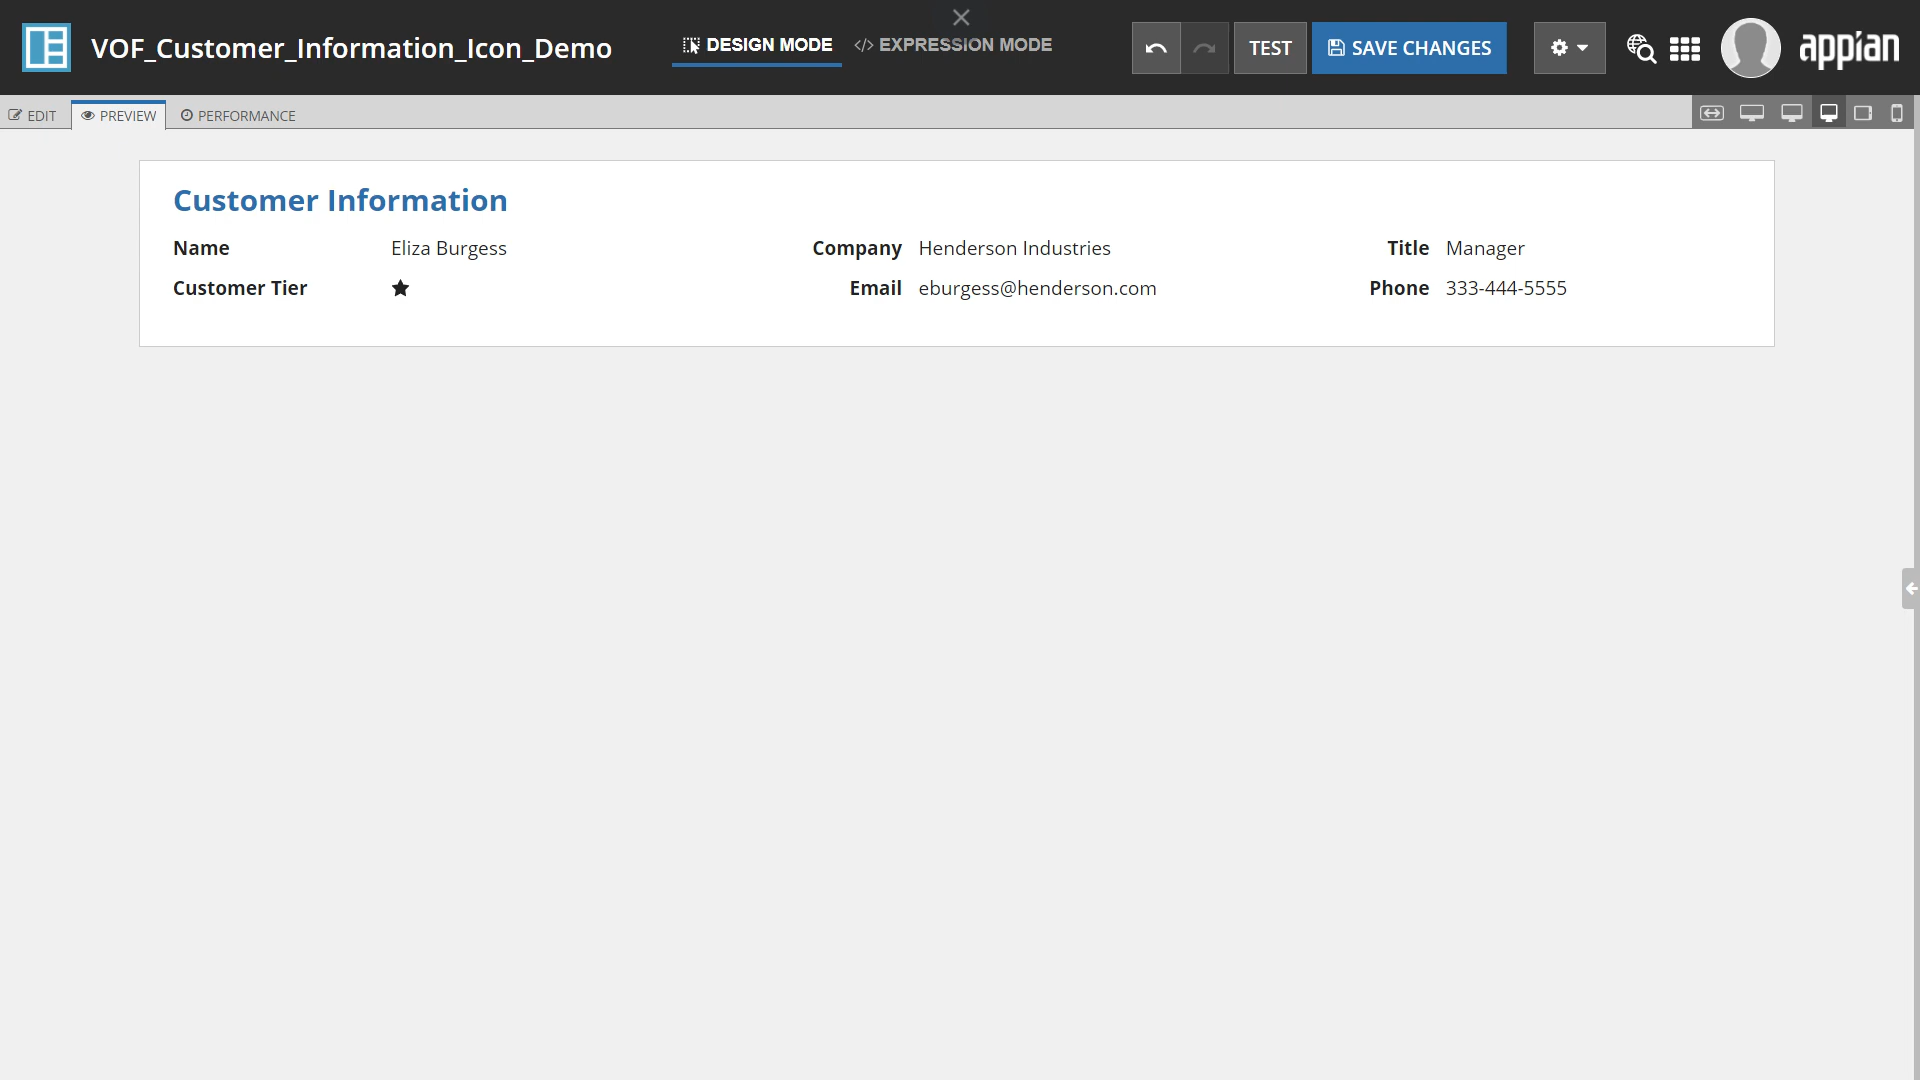 VOF_Customer_Information_Icon_Demo
DESIGN MODE
</> EXPRESSION MODE
TEST
SAVE CHANGES
appian
EDIT
PREVIEW
PERFORMANCE
Customer Information
Name Eliza Burgess Company Henderson Industries Title Manager
Customer Tier ★ Email eburgess@henderson.com Phone 333-444-5555